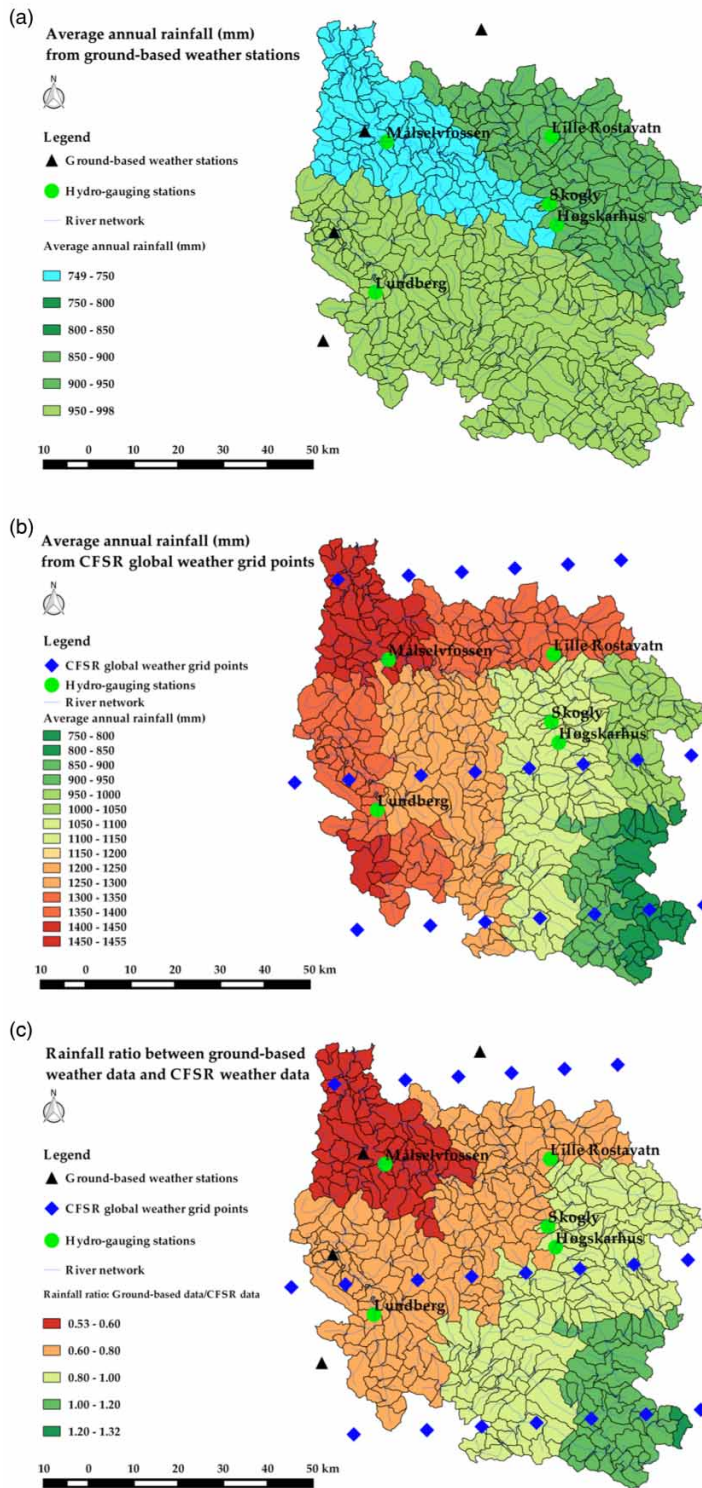 (a)
Average annual rainfall (mm)
from ground-based weather stations
N
Legend
Ground-based weather stations
Hydro-gauging stations
River network
Average annual rainfall (mm)
749 - 750
750 - 800
800 - 850
850 - 900
900 - 950
950 - 998
10 0 10 20 30 40 50 km
Målselvfossen
Lille Rostavatn
Skogly
Høgskarhus
Lundberg
(b)
Average annual rainfall (mm)
from CFSR global weather grid points
N
Legend
CFSR global weather grid points
Hydro-gauging stations
River network
Average annual rainfall (mm)
750 - 800
800 - 850
850 - 900
900 - 950
950 - 1000
1000 - 1050
1050 - 1100
1100 - 1150
1150 - 1200
1200 - 1250
1250 - 1300
1300 - 1350
1350 - 1400
1400 - 1450
1450 - 1455
10 0 10 20 30 40 50 km
Målselvfossen
Lille Rostavatn
Skogly
Høgskarhus
Lundberg
(c)
Rainfall ratio between ground-based
weather data and CFSR weather data
N
Legend
Ground-based weather stations
CFSR global weather grid points
Hydro-gauging stations
River network
Rainfall ratio: Ground-based data/CFSR data
0.53 - 0.60
0.60 - 0.80
0.80 - 1.00
1.00 - 1.20
1.20 - 1.32
10 0 10 20 30 40 50 km
Målselvfossen
Lille Rostavatn
Skogly
Høgskarhus
Lundberg